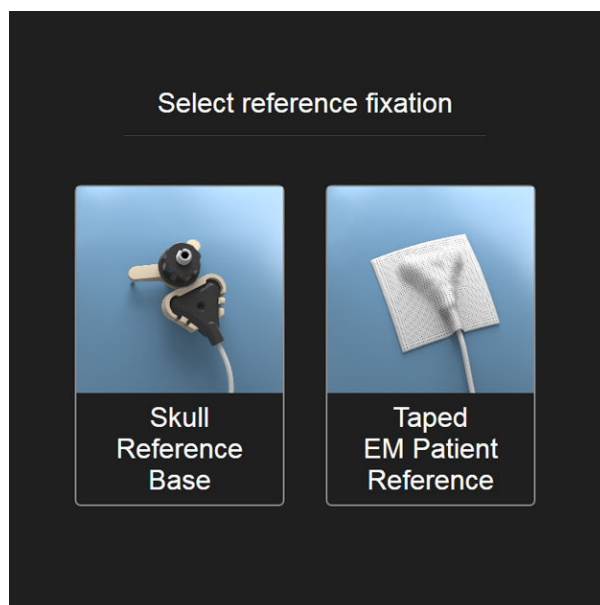 Select reference fixation
Skull
Reference
Base
Taped
EM Patient
Reference